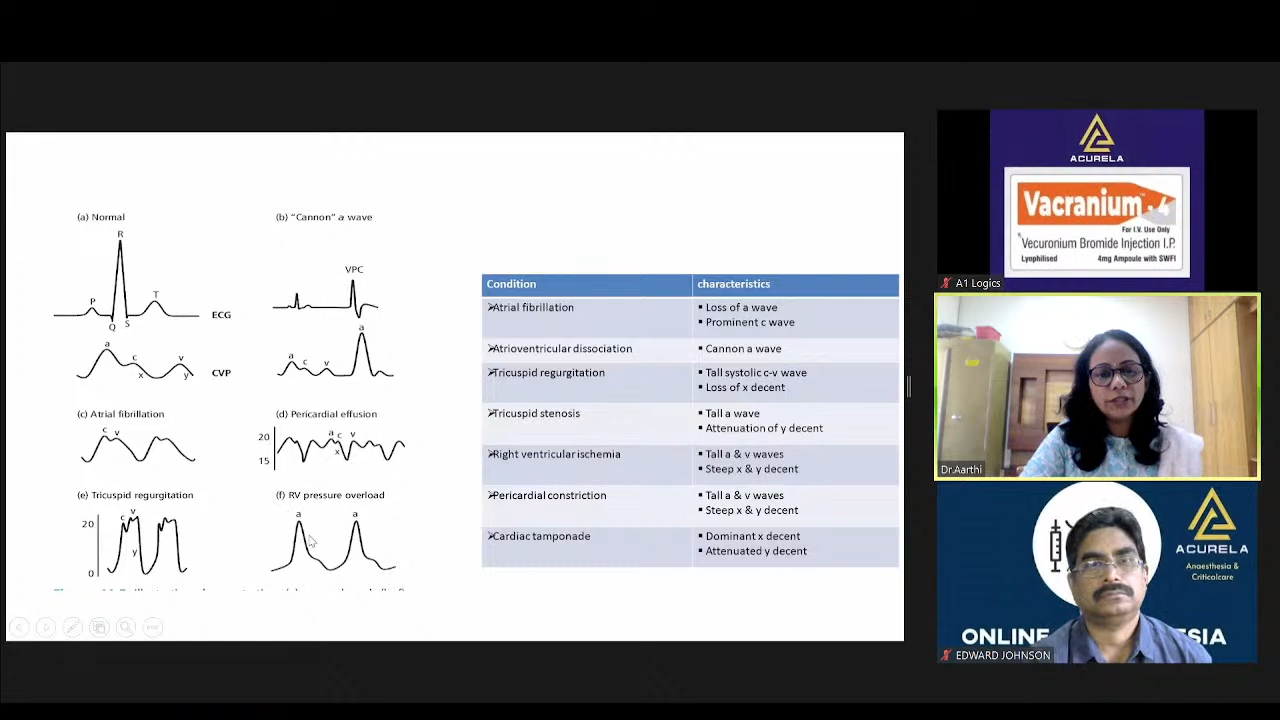 (a) Normal
R
P
T
Q
S
ECG
a
c
v
x
y
CVP
(b) "Cannon" a wave
VPC
a
a
c
v
(c) Atrial fibrillation
c
v
(d) Pericardial effusion
20
15
a
c
v
x
(e) Tricuspid regurgitation
20
0
c
v
y
(f) RV pressure overload
a
a
Condition
characteristics
Atrial fibrillation
Loss of a wave
Prominent c wave
Atrioventricular dissociation
Cannon a wave
Tricuspid regurgitation
Tall systolic c-v wave
Loss of x decent
Tricuspid stenosis
Tall a wave
Attenuation of y decent
Right ventricular ischemia
Tall a & v waves
Steep x & y decent
Pericardial constriction
Tall a & v waves
Steep x & y decent
Cardiac tamponade
Dominant x decent
Attenuated y decent
ACURELA
Vacranium™ - 4
For I.V. Use Only
Vecuronium Bromide Injection I.P.
Lyophilised
4mg Ampoule with SWFI
A1 Logics
Dr.Aarthi
ACURELA
Anaesthesia &
Criticalcare
ONLINE
EDWARD JOHNSON